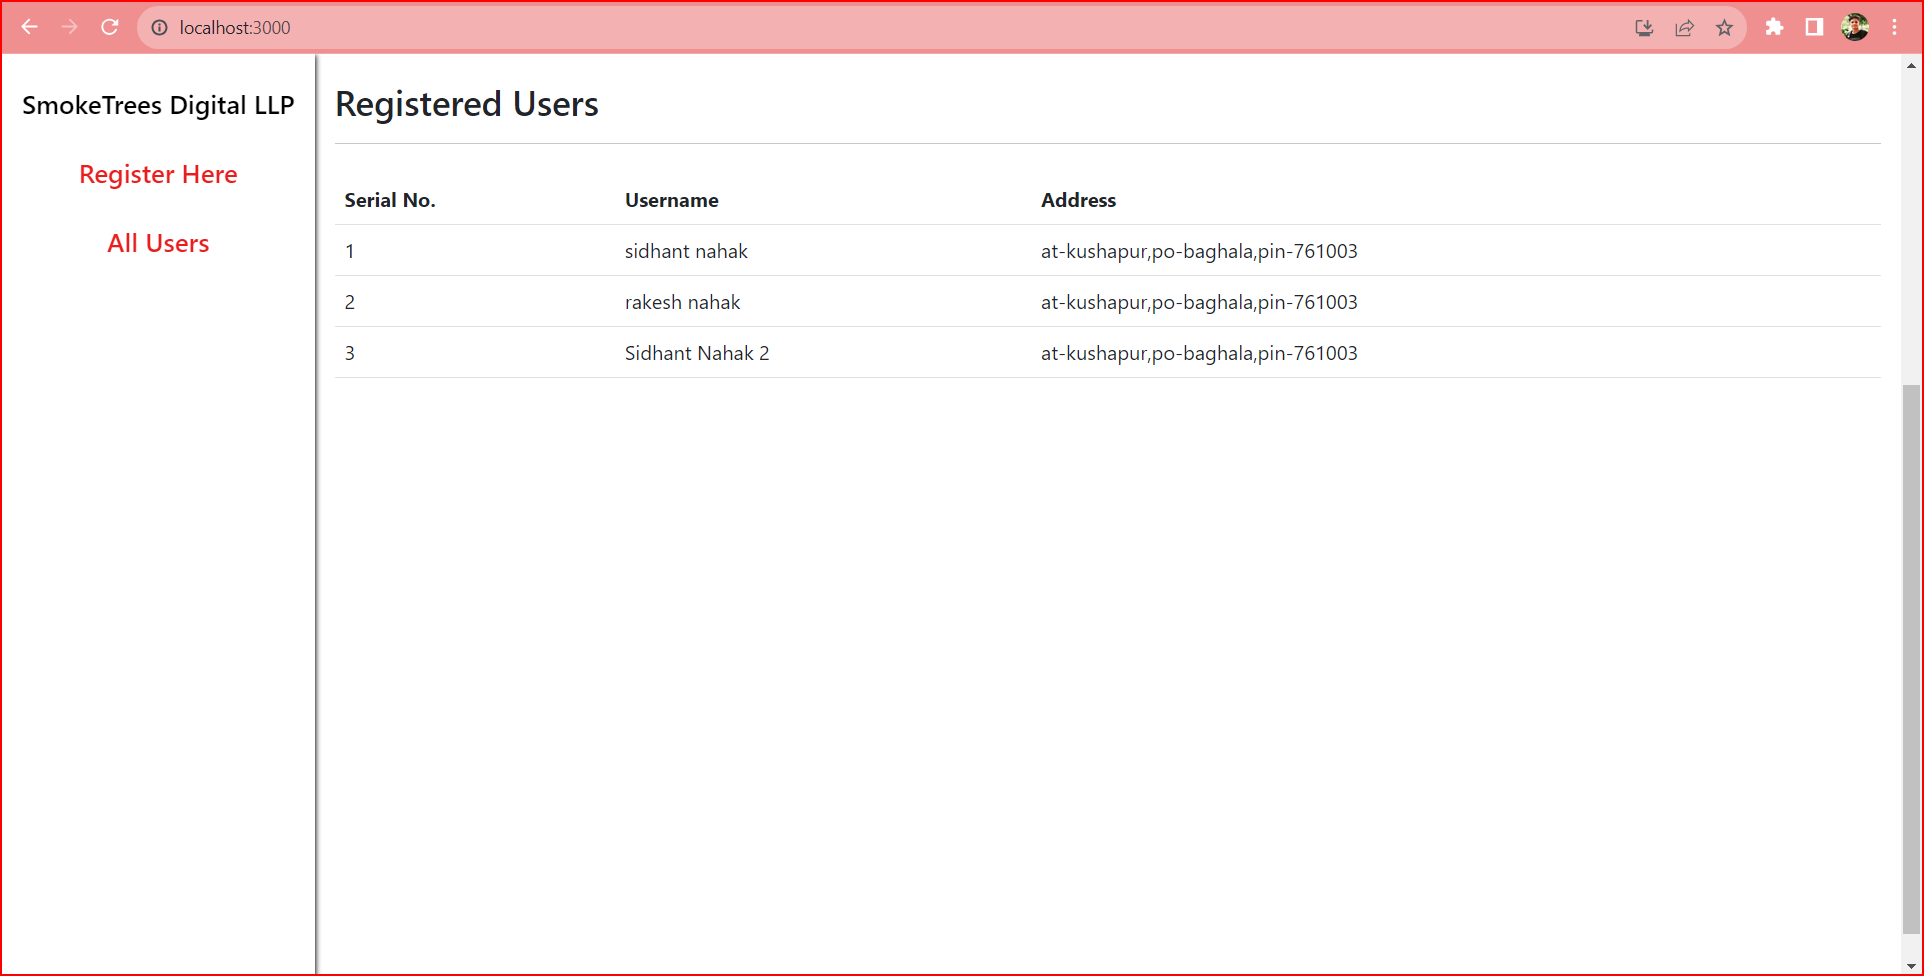 localhost:3000
SmokeTrees Digital LLP
Register Here
All Users
Registered Users
Serial No. Username Address
1 sidhant nahak at-kushapur,po-baghala,pin-761003
2 rakesh nahak at-kushapur,po-baghala,pin-761003
3 Sidhant Nahak 2 at-kushapur,po-baghala,pin-761003